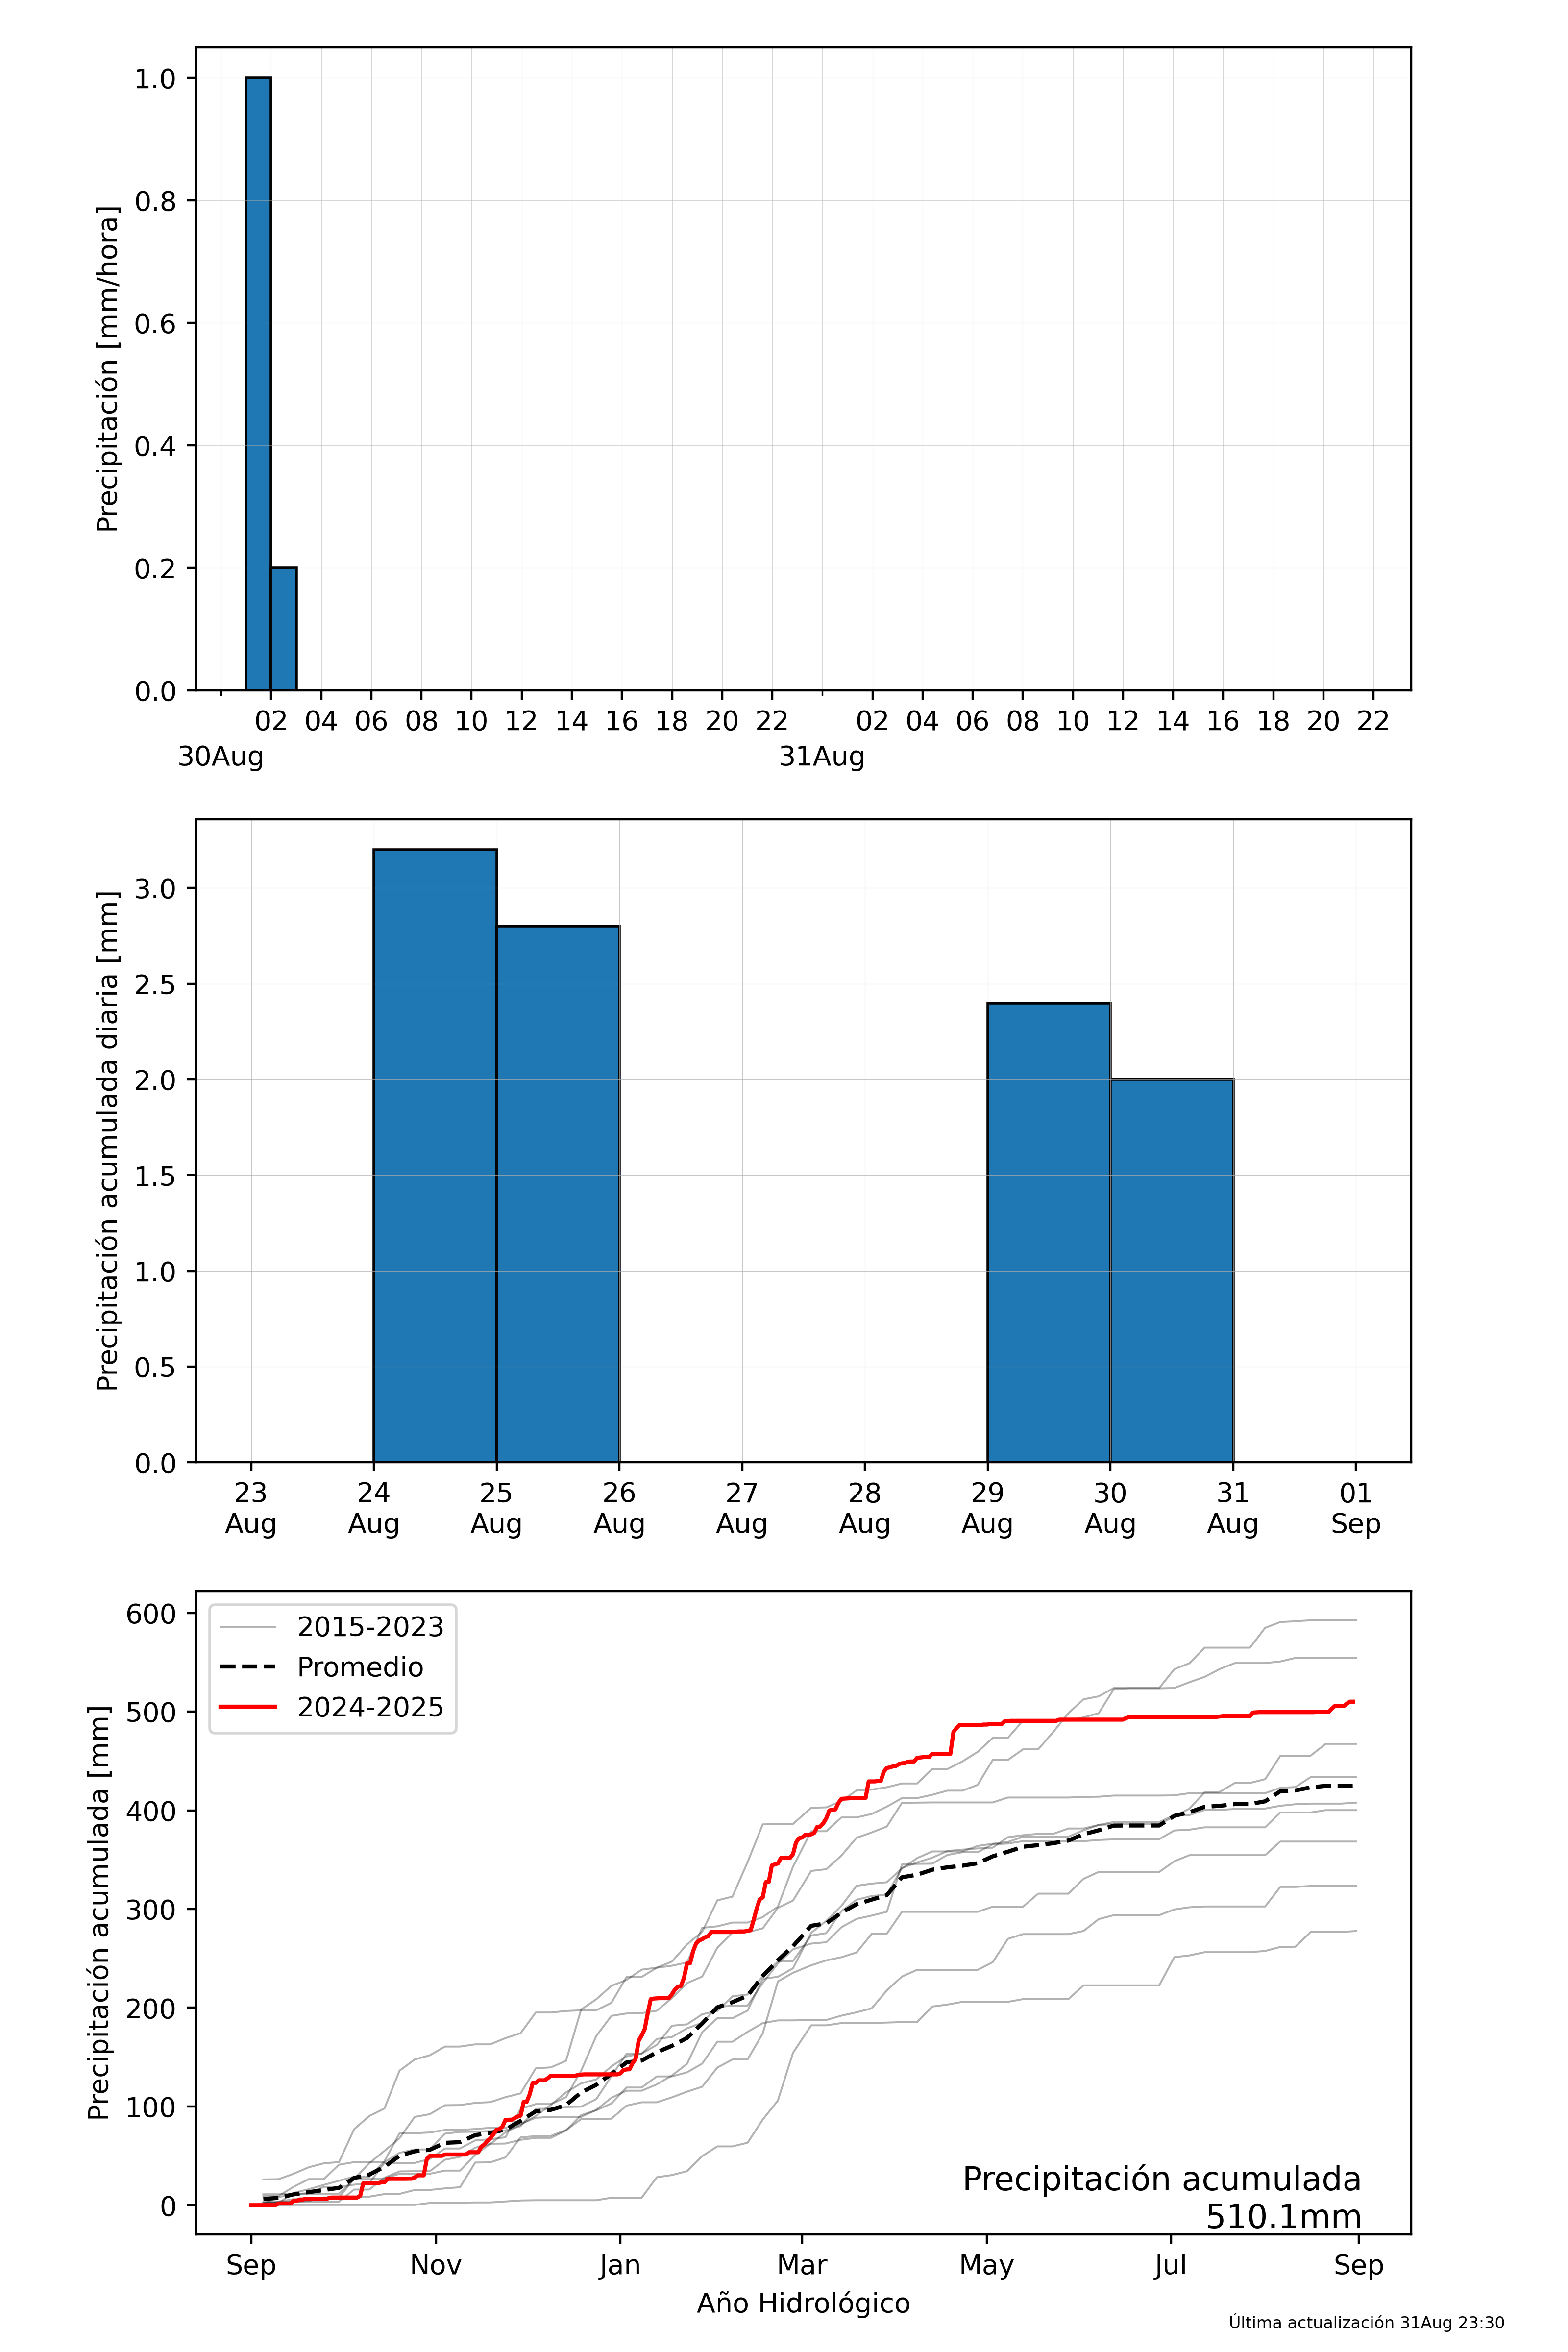 1.0
0.8
0.6
0.4
0.2
0.0
Precipitación [mm/hora]
02 04 06 08 10 12 14 16 18 20 22 02 04 06 08 10 12 14 16 18 20 22
30Aug 31Aug
3.0
2.5
2.0
1.5
1.0
0.5
0.0
Precipitación acumulada diaria [mm]
23 24 25 26 27 28 29 30 31 01
Aug Aug Aug Aug Aug Aug Aug Aug Aug Sep
600
500
400
300
200
100
0
Precipitación acumulada [mm]
2015-2023
Promedio
2024-2025
Precipitación acumulada
510.1mm
Sep Nov Jan Mar May Jul Sep
Año Hidrológico
Última actualización 31Aug 23:30